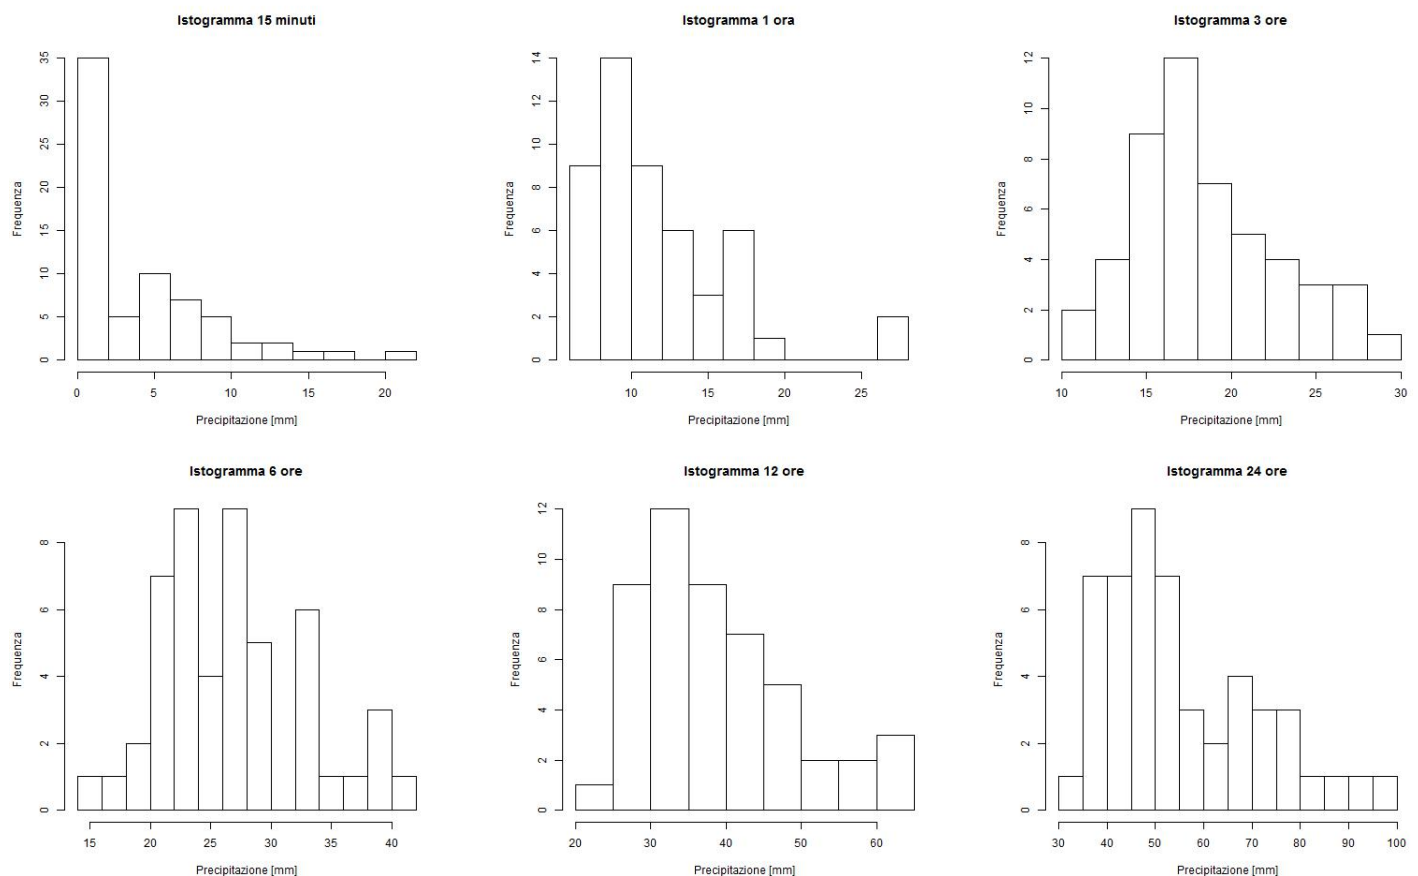 Istogramma 15 minuti
Frequenza
35
30
25
20
15
10
5
0
0 5 10 15 20
Precipitazione [mm]
Istogramma 1 ora
Frequenza
14
12
10
8
6
4
2
0
10 15 20 25
Precipitazione [mm]
Istogramma 3 ore
Frequenza
12
10
8
6
4
2
0
10 15 20 25 30
Precipitazione [mm]
Istogramma 6 ore
Frequenza
8
6
4
2
0
15 20 25 30 35 40
Precipitazione [mm]
Istogramma 12 ore
Frequenza
12
10
8
6
4
2
0
20 30 40 50 60
Precipitazione [mm]
Istogramma 24 ore
Frequenza
8
6
4
2
0
30 40 50 60 70 80 90 100
Precipitazione [mm]